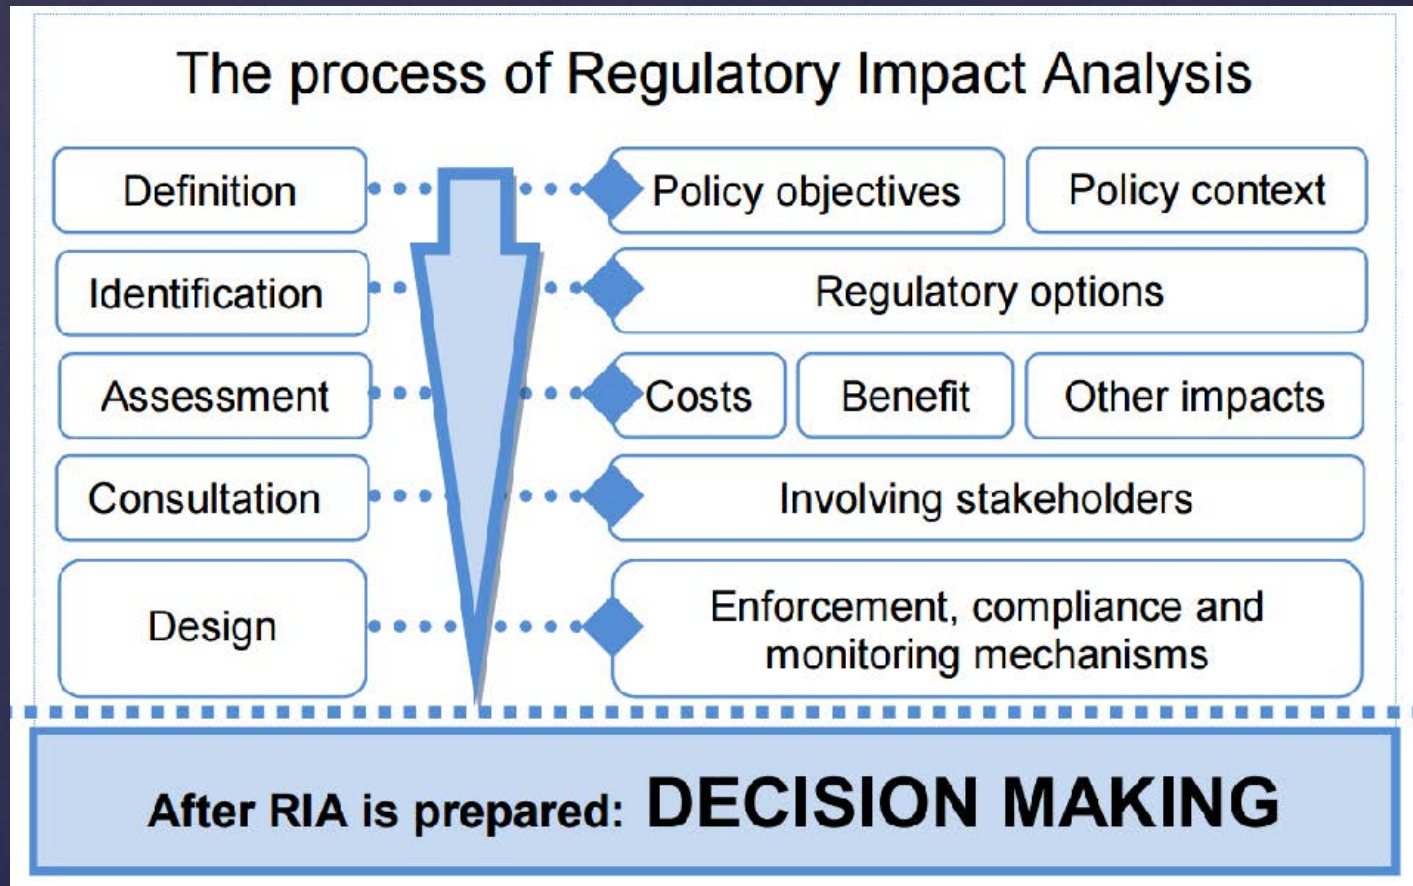 The process of Regulatory Impact Analysis
Definition
Policy objectives
Policy context
Identification
Regulatory options
Assessment
Costs
Benefit
Other impacts
Consultation
Involving stakeholders
Design
Enforcement, compliance and
monitoring mechanisms
After RIA is prepared: DECISION MAKING